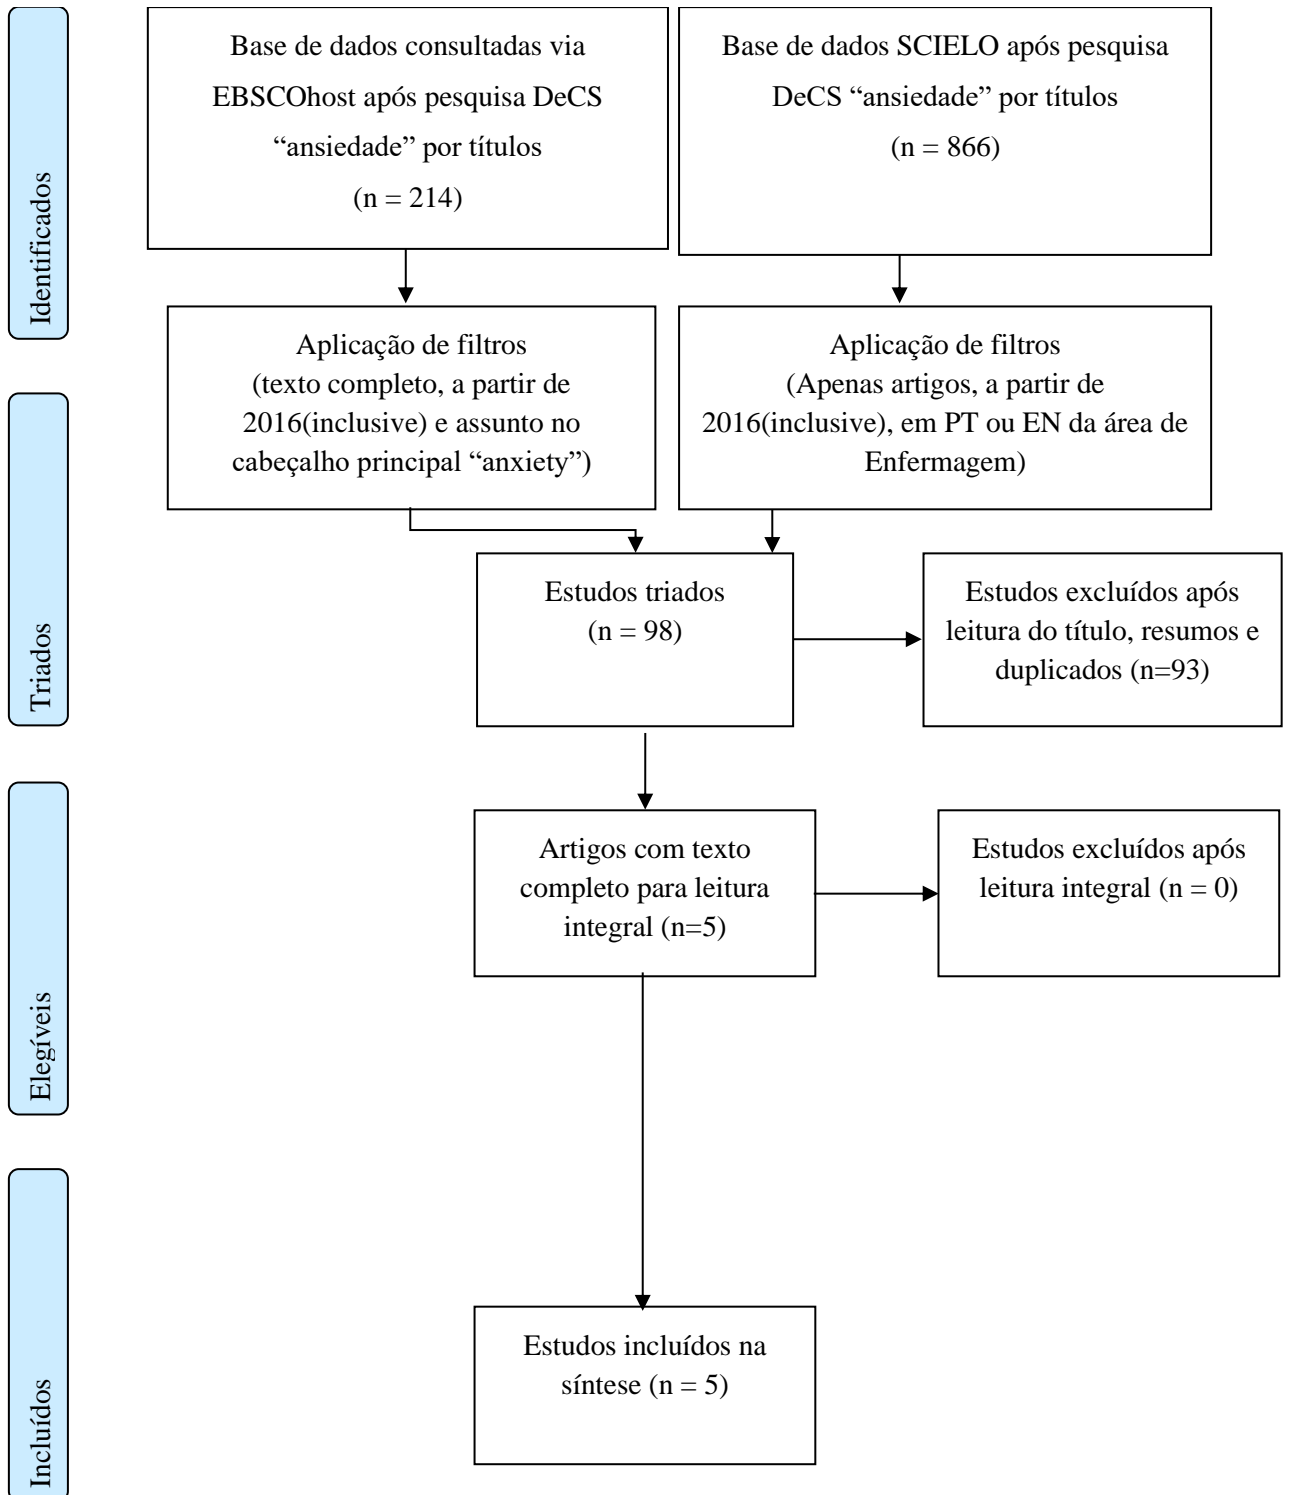 Identificados
Base de dados consultadas via
EBSCOhost após pesquisa DeCS
“ansiedade” por títulos
(n = 214)
Base de dados SCIELO após pesquisa
DeCS “ansiedade” por títulos
(n = 866)
Aplicação de filtros
(texto completo, a partir de
2016(inclusive) e assunto no
cabeçalho principal “anxiety”)
Aplicação de filtros
(Apenas artigos, a partir de
2016(inclusive), em PT ou EN da área de
Enfermagem)
Triados
Estudos triados
(n = 98)
Estudos excluídos após
leitura do título, resumos e
duplicados (n=93)
Elegíveis
Artigos com texto
completo para leitura
integral (n=5)
Estudos excluídos após
leitura integral (n = 0)
Incluídos
Estudos incluídos na
síntese (n = 5)